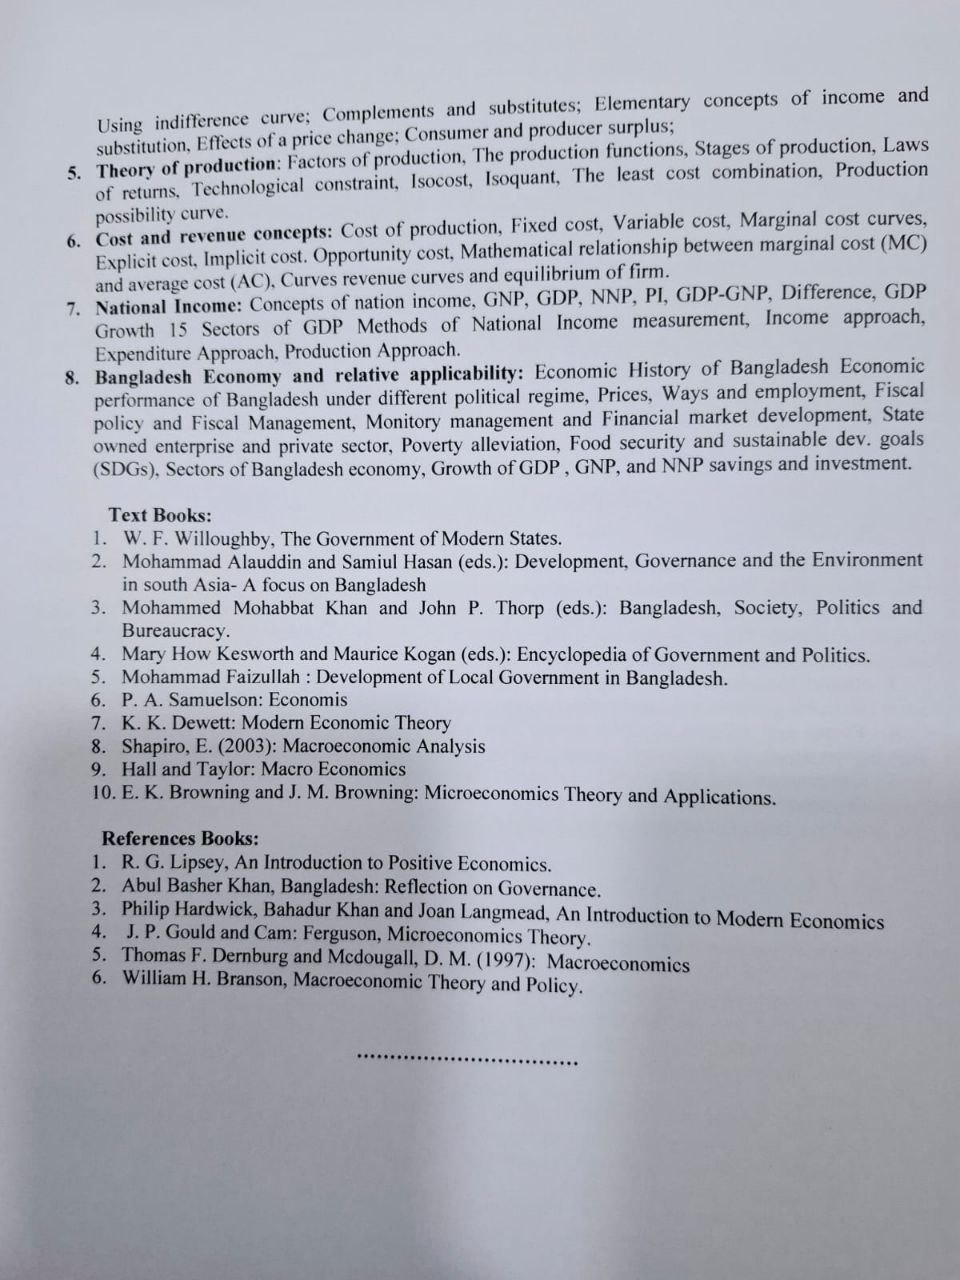 Using indifference curve; Complements and substitutes; Elementary concepts of income and
substitution, Effects of a price change; Consumer and producer surplus;
5. Theory of production: Factors of production, The production functions, Stages of production, Laws
of returns, Technological constraint, Isocost, Isoquant, The least cost combination, Production
possibility curve.
6. Cost and revenue concepts: Cost of production, Fixed cost, Variable cost, Marginal cost curves,
Explicit cost, Implicit cost. Opportunity cost, Mathematical relationship between marginal cost (MC)
and average cost (AC), Curves revenue curves and equilibrium of firm.
7. National Income: Concepts of nation income, GNP, GDP, NNP, PI, GDP-GNP, Difference, GDP
Growth 15 Sectors of GDP Methods of National Income measurement, Income approach,
Expenditure Approach, Production Approach.
8. Bangladesh Economy and relative applicability: Economic History of Bangladesh Economic
performance of Bangladesh under different political regime, Prices, Ways and employment, Fiscal
policy and Fiscal Management, Monitory management and Financial market development, State
owned enterprise and private sector, Poverty alleviation, Food security and sustainable dev. goals
(SDGs), Sectors of Bangladesh economy, Growth of GDP , GNP, and NNP savings and investment.
Text Books:
1. W. F. Willoughby, The Government of Modern States.
2. Mohammad Alauddin and Samiul Hasan (eds.): Development, Governance and the Environment
in south Asia- A focus on Bangladesh
3. Mohammed Mohabbat Khan and John P. Thorp (eds.): Bangladesh, Society, Politics and
Bureaucracy.
4. Mary How Kesworth and Maurice Kogan (eds.): Encyclopedia of Government and Politics.
5. Mohammad Faizullah : Development of Local Government in Bangladesh.
6. P. A. Samuelson: Economis
7. K. K. Dewett: Modern Economic Theory
8. Shapiro, E. (2003): Macroeconomic Analysis
9. Hall and Taylor: Macro Economics
10. E. K. Browning and J. M. Browning: Microeconomics Theory and Applications.
References Books:
1. R. G. Lipsey, An Introduction to Positive Economics.
2. Abul Basher Khan, Bangladesh: Reflection on Governance.
3. Philip Hardwick, Bahadur Khan and Joan Langmead, An Introduction to Modern Economics
4. J. P. Gould and Cam: Ferguson, Microeconomics Theory.
5. Thomas F. Dernburg and Mcdougall, D. M. (1997): Macroeconomics
6. William H. Branson, Macroeconomic Theory and Policy.
..................................